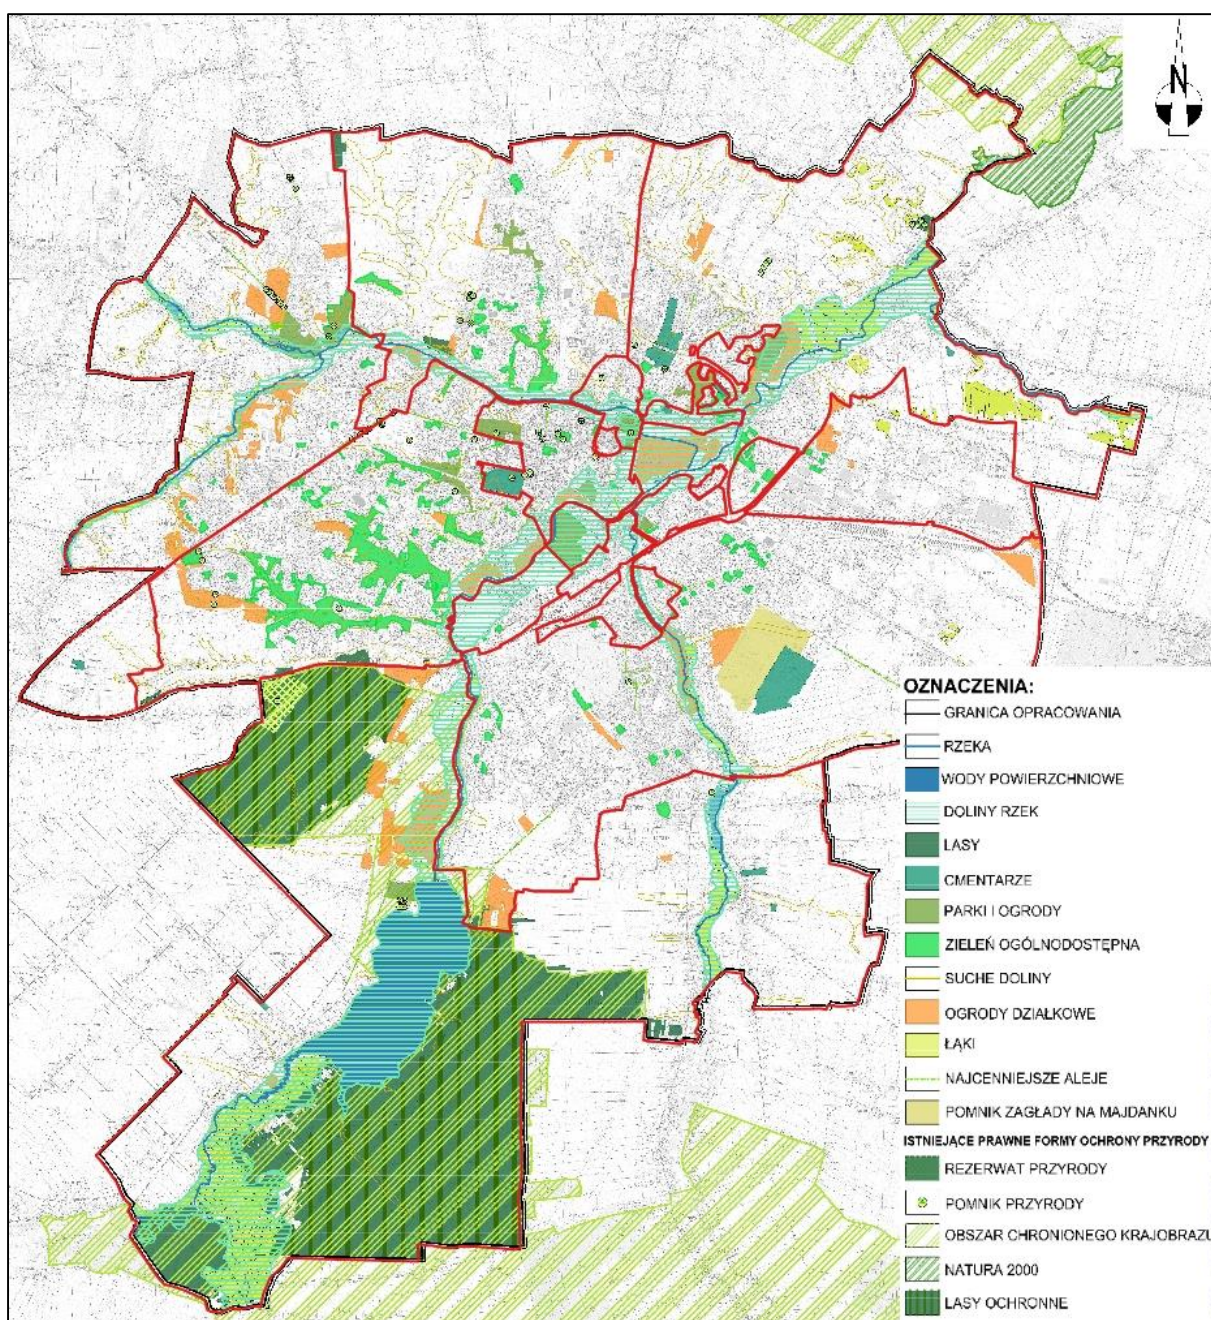 N
OZNACZENIA:
GRANICA OPRACOWANIA
RZEKA
WODY POWIERZCHNIOWE
DOLINY RZEK
LASY
CMENTARZE
PARKI I OGRODY
ZIELEŃ OGÓLNODOSTĘPNA
SUCHE DOLINY
OGRODY DZIAŁKOWE
ŁĄKI
NAJCENNIEJSZE ALEJE
POMNIK ZAGŁADY NA MAJDANKU
ISTNIEJĄCE PRAWNE FORMY OCHRONY PRZYRODY
REZERWAT PRZYRODY
POMNIK PRZYRODY
OBSZAR CHRONIONEGO KRAJOBRAZU
NATURA 2000
LASY OCHRONNE